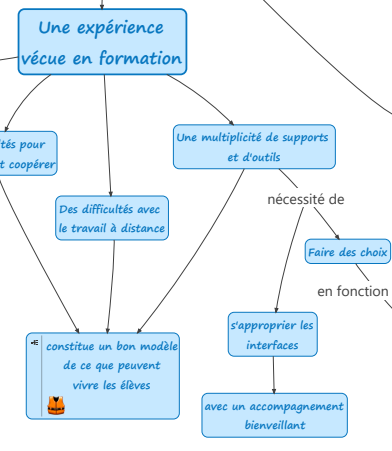 Une expérience
vécue en formation
tés pour
t coopérer
Une multiplicité de supports
et d'outils
nécessité de
Des difficultés avec
le travail à distance
Faire des choix
en fonction
s'approprier les
interfaces
constitue un bon modèle
de ce que peuvent
vivre les élèves
avec un accompagnement
bienveillant